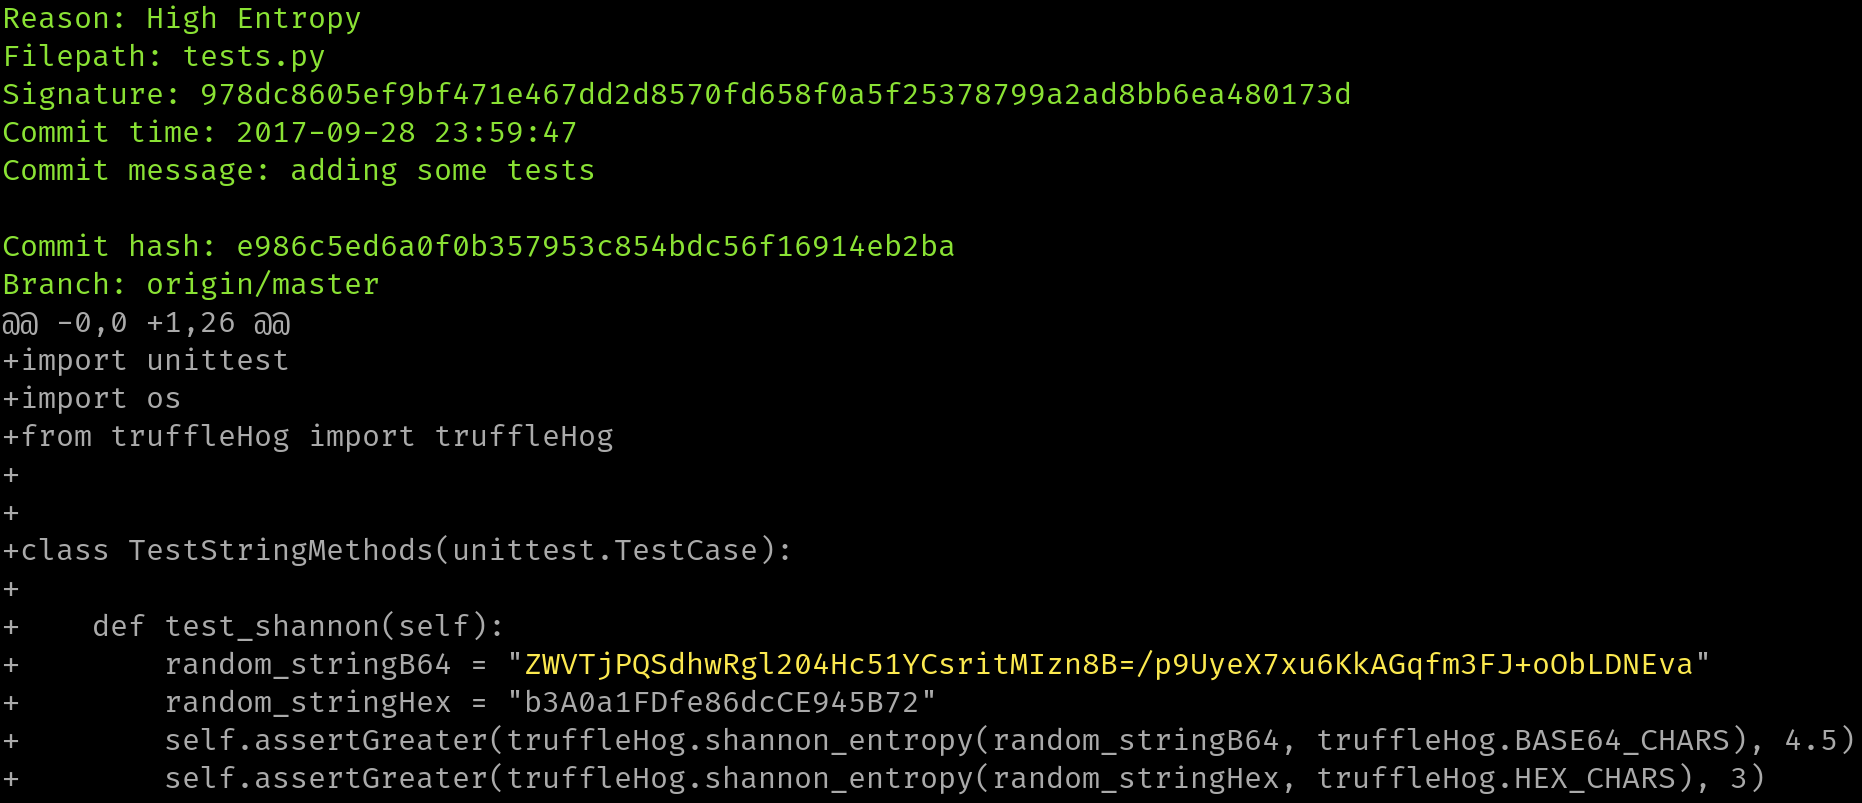 Reason: High Entropy
Filepath: tests.py
Signature: 978dc8605ef9bf471e467dd2d8570fd658f0a5f25378799a2ad8bb6ea480173d
Commit time: 2017-09-28 23:59:47
Commit message: adding some tests

Commit hash: e986c5ed6a0f0b357953c854bdc56f16914eb2ba
Branch: origin/master
@@ -0,0 +1,26 @@
+import unittest
+import os
+from truffleHog import truffleHog
+
+
+class TestStringMethods(unittest.TestCase):
+
+    def test_shannon(self):
+        random_stringB64 = "ZWVTjPQSdhwRgl204Hc51YCsritMIzn8B=/p9UyeX7xu6KkAGqfm3FJ+oObLDNEva"
+        random_stringHex = "b3A0a1FDfe86dcCE945B72"
+        self.assertGreater(truffleHog.shannon_entropy(random_stringB64, truffleHog.BASE64_CHARS), 4.5)
+        self.assertGreater(truffleHog.shannon_entropy(random_stringHex, truffleHog.HEX_CHARS), 3)